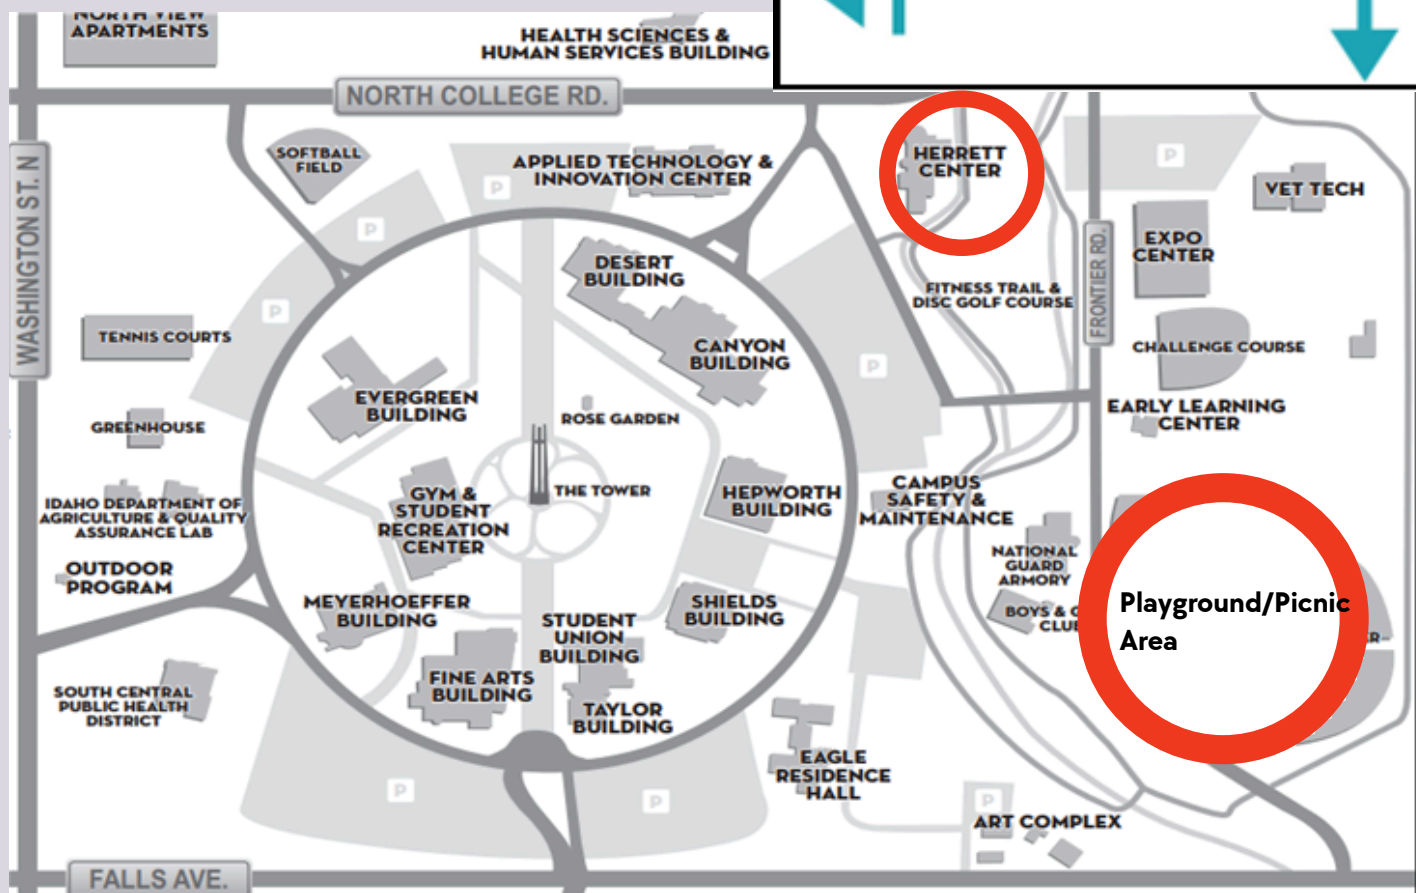 NORTH VIEW
APARTMENTS
HEALTH SCIENCES &
HUMAN SERVICES BUILDING
NORTH COLLEGE RD.
WASHINGTON ST. N
SOFTBALL
FIELD
P
APPLIED TECHNOLOGY &
INNOVATION CENTER
HERRETT
CENTER
P
VET TECH
P
DESERT
BUILDING
EXPO
CENTER
FRONTIER RD.
FITNESS TRAIL &
DISC GOLF COURSE
P
TENNIS COURTS
CANYON
BUILDING
P
CHALLENGE COURSE
EVERGREEN
BUILDING
ROSE GARDEN
EARLY LEARNING
CENTER
GREENHOUSE
IDAHO DEPARTMENT OF
AGRICULTURE & QUALITY
ASSURANCE LAB
GYM &
STUDENT
RECREATION
CENTER
THE TOWER
HEPWORTH
BUILDING
CAMPUS
SAFETY &
MAINTENANCE
NATIONAL
GUARD
ARMORY
OUTDOOR
PROGRAM
MEYERHOEFFER
BUILDING
STUDENT
UNION
BUILDING
SHIELDS
BUILDING
BOYS &
CLUB
Playground/Picnic
Area
ER
SOUTH CENTRAL
PUBLIC HEALTH
DISTRICT
FINE ARTS
BUILDING
TAYLOR
BUILDING
EAGLE
RESIDENCE
HALL
P
P
P
ART COMPLEX
FALLS AVE.